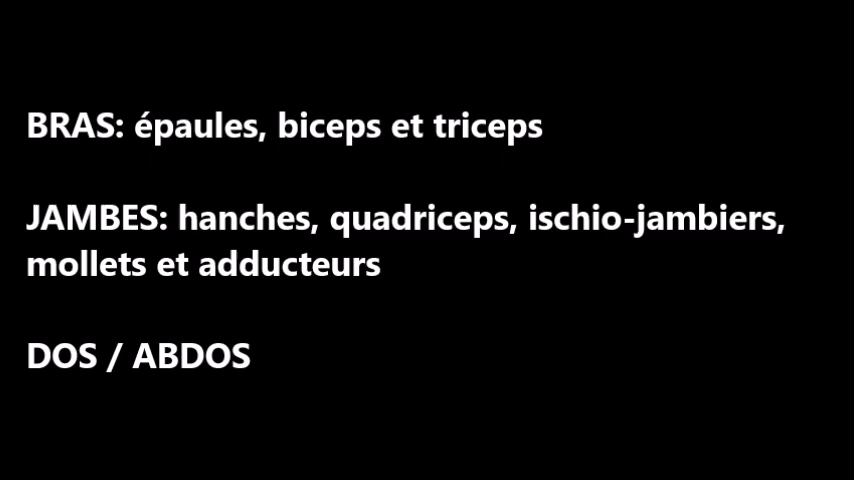 BRAS: épaules, biceps et triceps
JAMBES: hanches, quadriceps, ischio-jambiers,
mollets et adducteurs
DOS / ABDOS